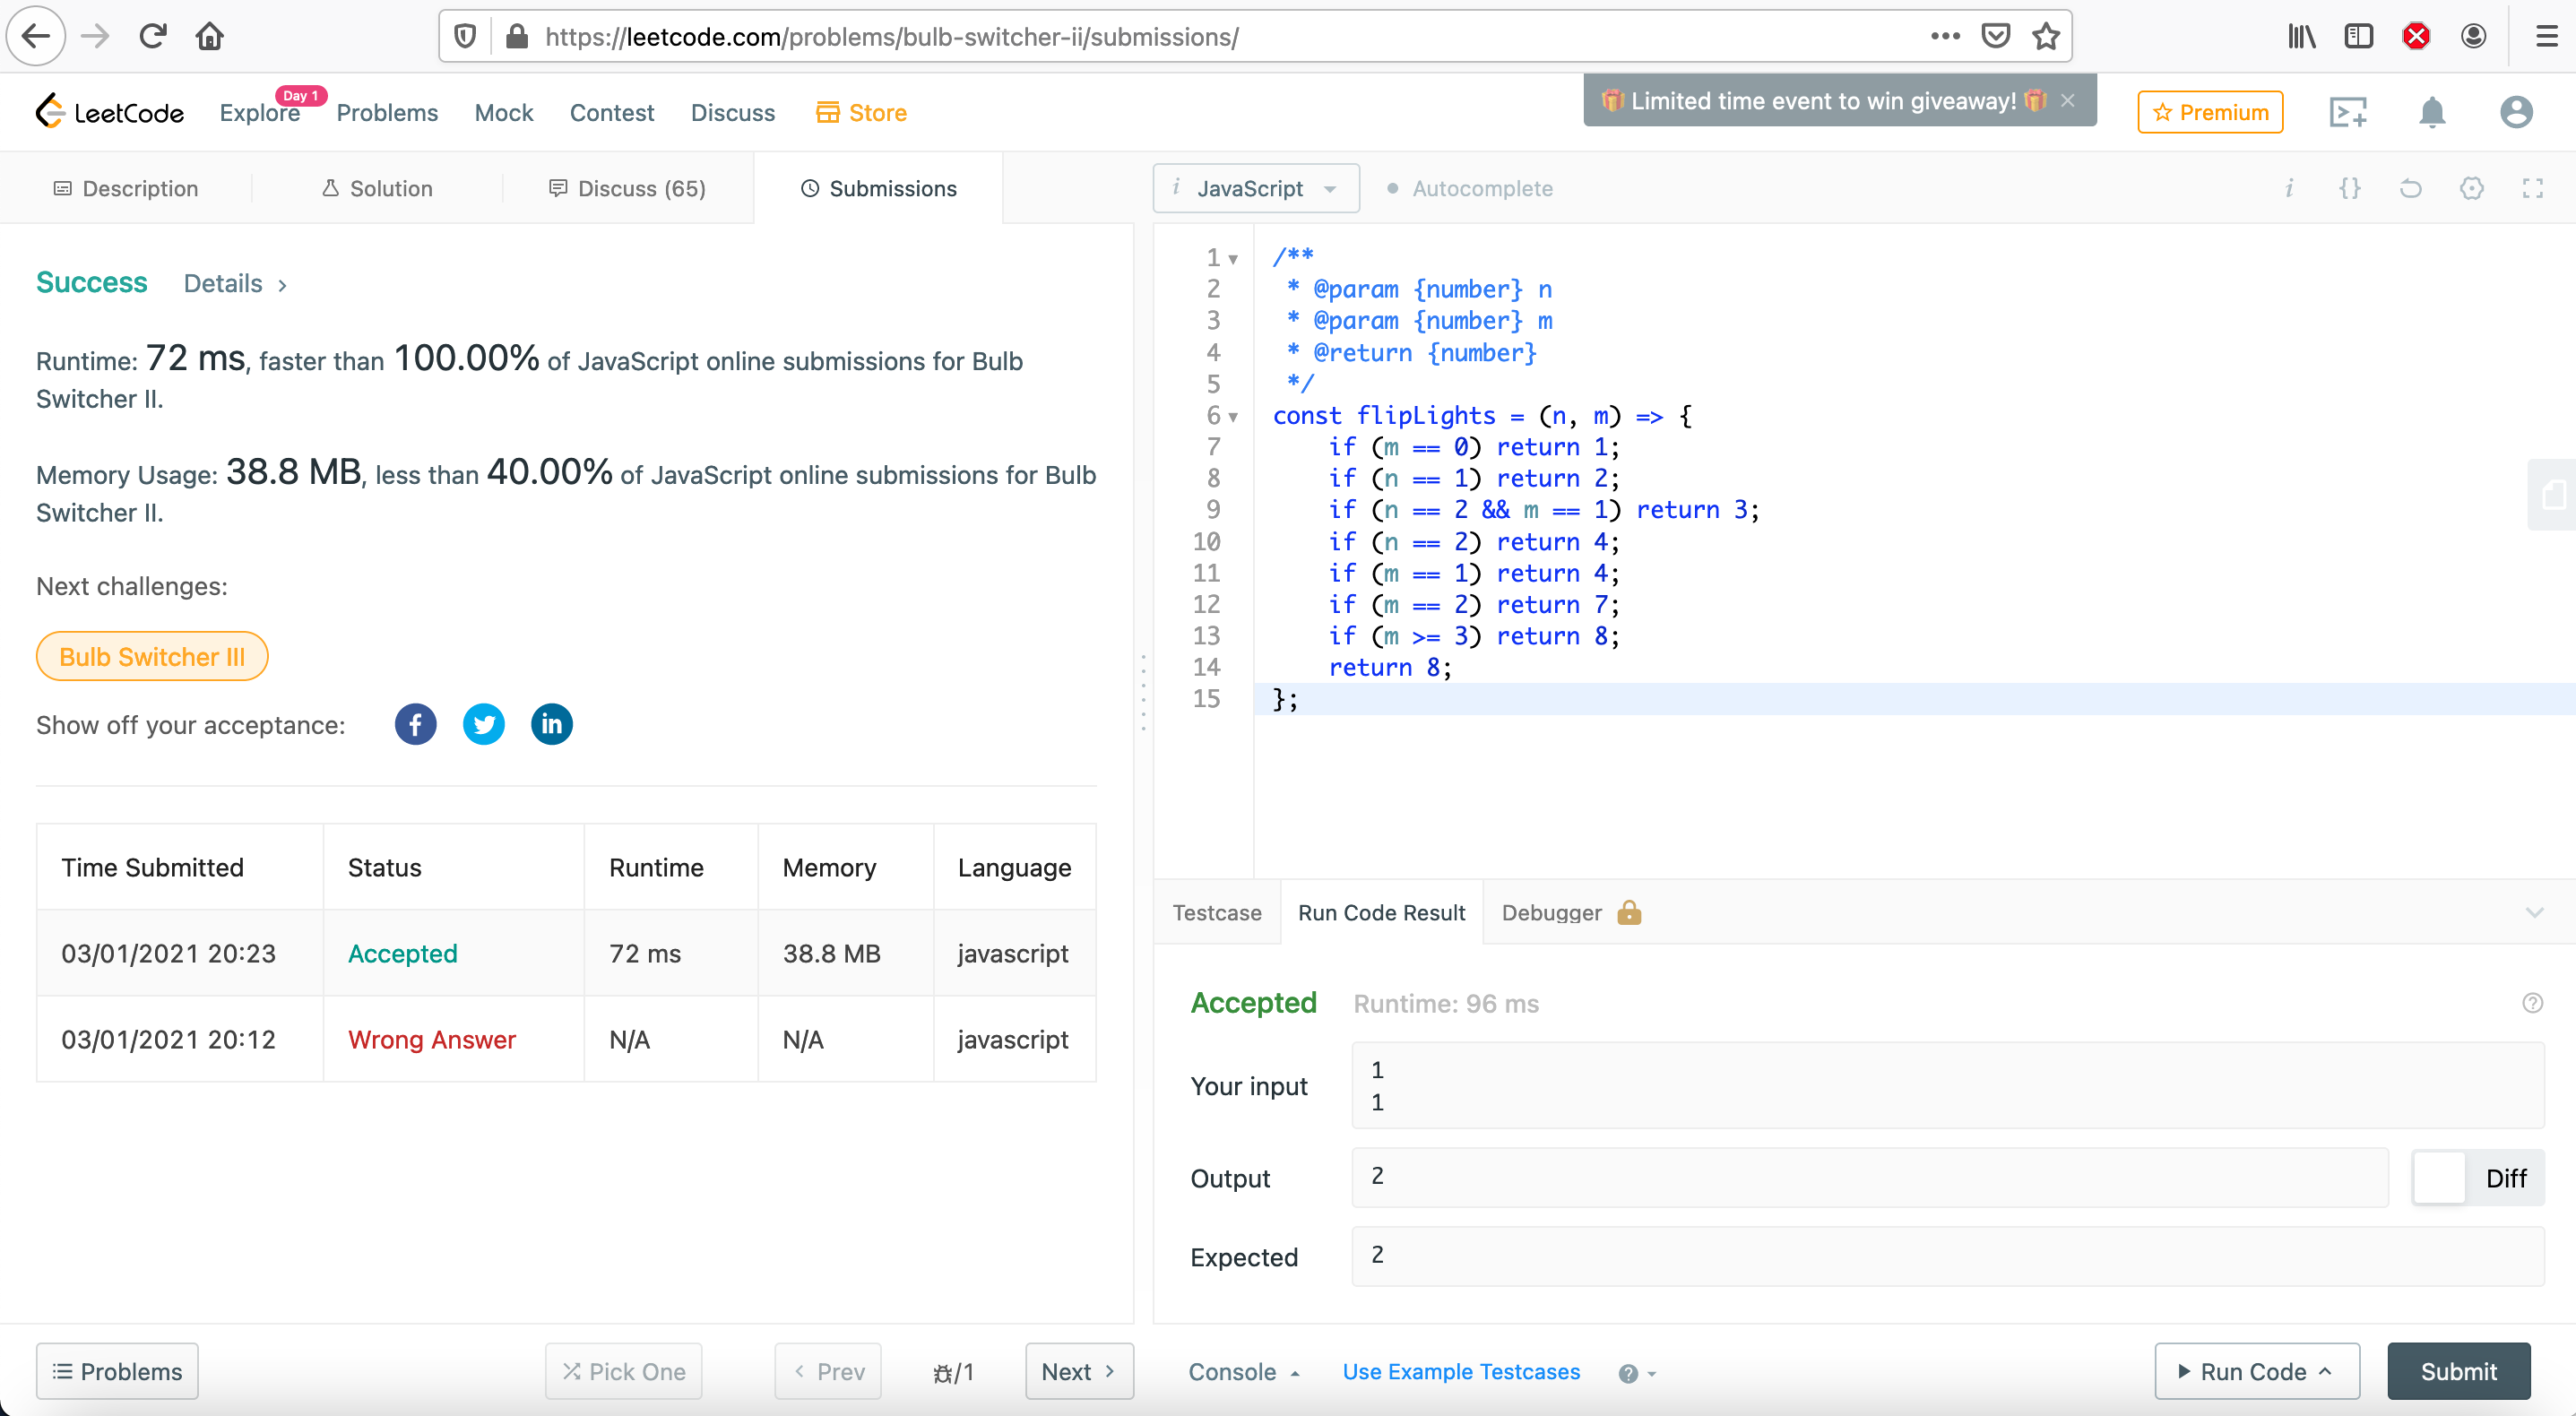 https://leetcode.com/problems/bulb-switcher-ii/submissions/
LeetCode
Explore
Day 1
Problems
Mock
Contest
Discuss
Store
Limited time event to win giveaway!
Premium
Description
Solution
Discuss (65)
Submissions
i JavaScript
Autocomplete
i {}
Success
Details >
Runtime: 72 ms, faster than 100.00% of JavaScript online submissions for Bulb
Switcher II.
Memory Usage: 38.8 MB, less than 40.00% of JavaScript online submissions for Bulb
Switcher II.
Next challenges:
Bulb Switcher III
Show off your acceptance:
Time Submitted Status Runtime Memory Language
03/01/2021 20:23 Accepted 72 ms 38.8 MB javascript
03/01/2021 20:12 Wrong Answer N/A N/A javascript
1 /**
2 * @param {number} n
3 * @param {number} m
4 * @return {number}
5 */
6 const flipLights = (n, m) => {
7 if (m == 0) return 1;
8 if (n == 1) return 2;
9 if (n == 2 && m == 1) return 3;
10 if (n == 2) return 4;
11 if (m == 1) return 4;
12 if (m == 2) return 7;
13 if (m >= 3) return 8;
14 return 8;
15 };
Testcase
Run Code Result
Debugger
Accepted
Runtime: 96 ms
Your input
1
1
Output
2
Diff
Expected
2
Problems
Pick One
< Prev
/1
Next >
Console
Use Example Testcases
Run Code
Submit